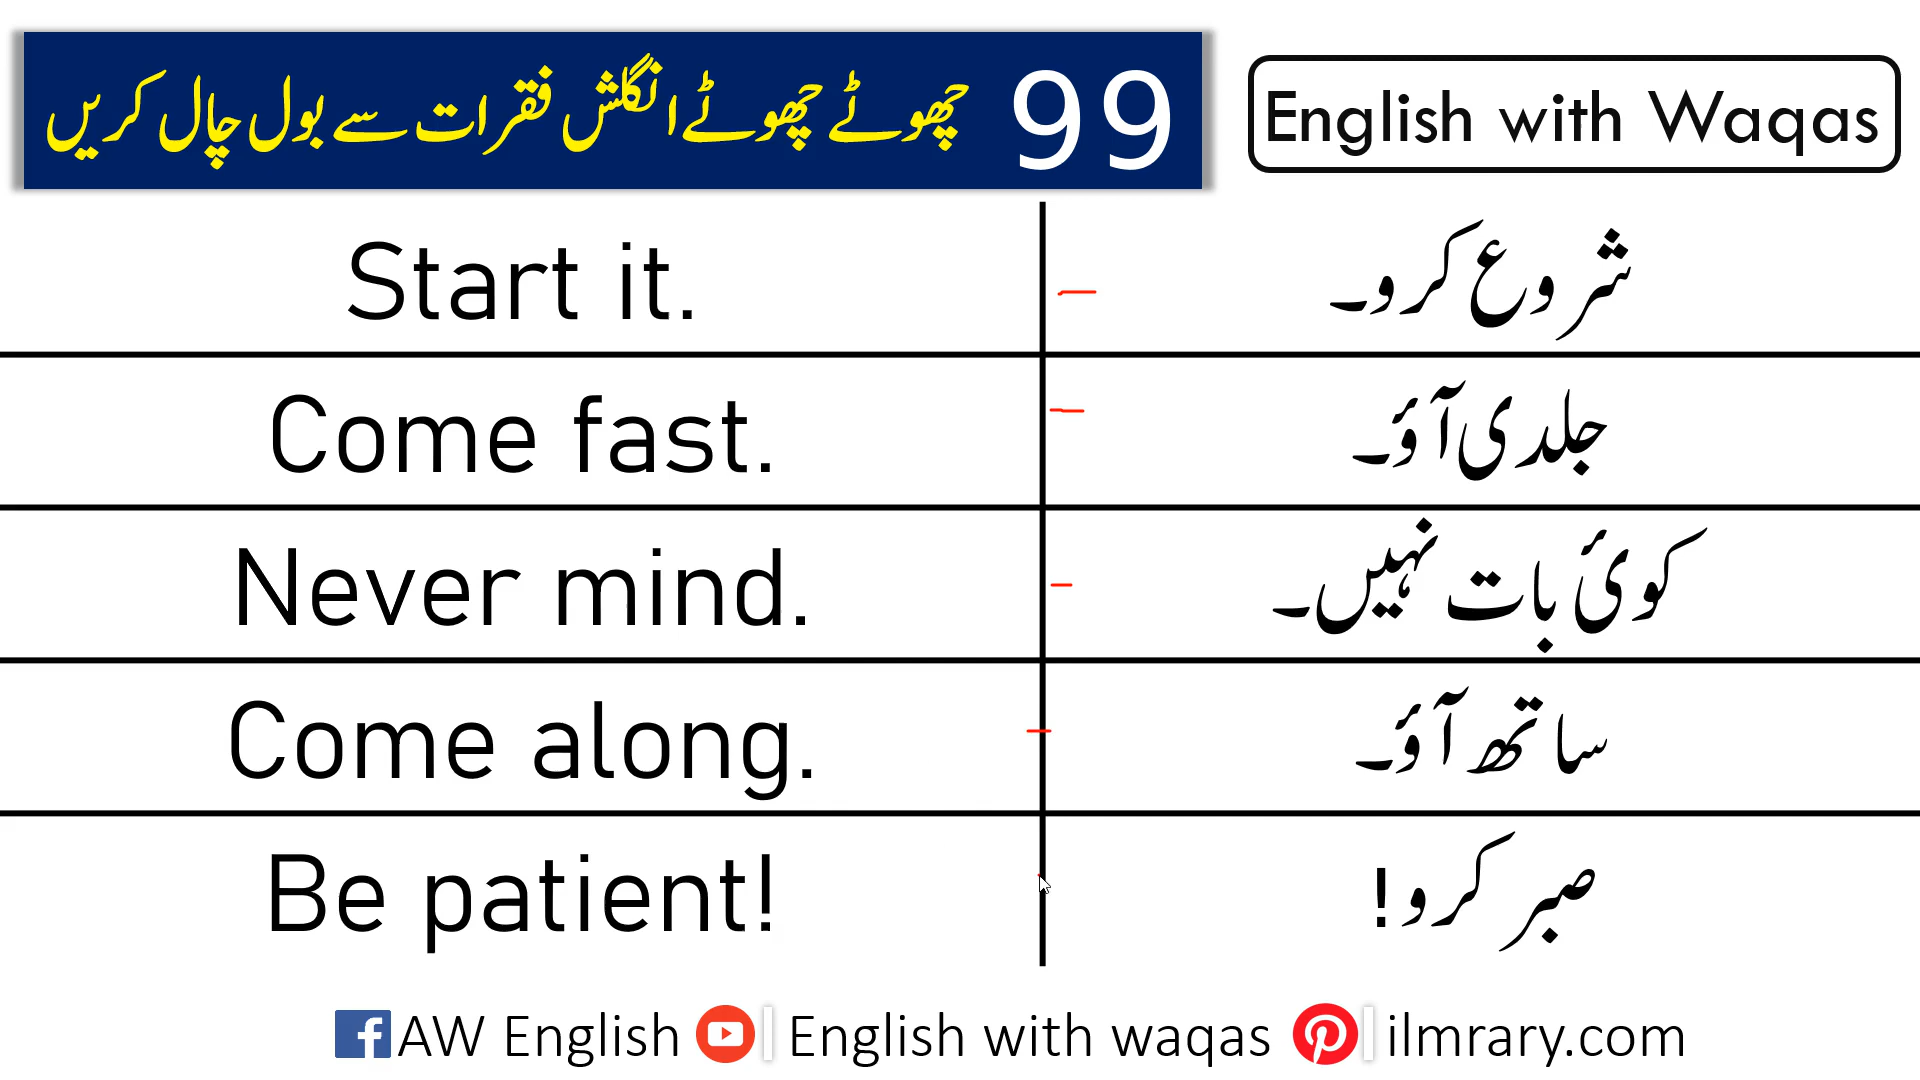 99 چھوٹے چھوٹے انگلش فقرات سے بول چال کریں
English with Waqas
Start it.
شروع کرو۔
Come fast.
جلدی آؤ۔
Never mind.
کوئ بات نہیں۔
Come along.
ساتھ آؤ۔
Be patient!
صبر کرو!
AW English | English with waqas | ilmrary.com